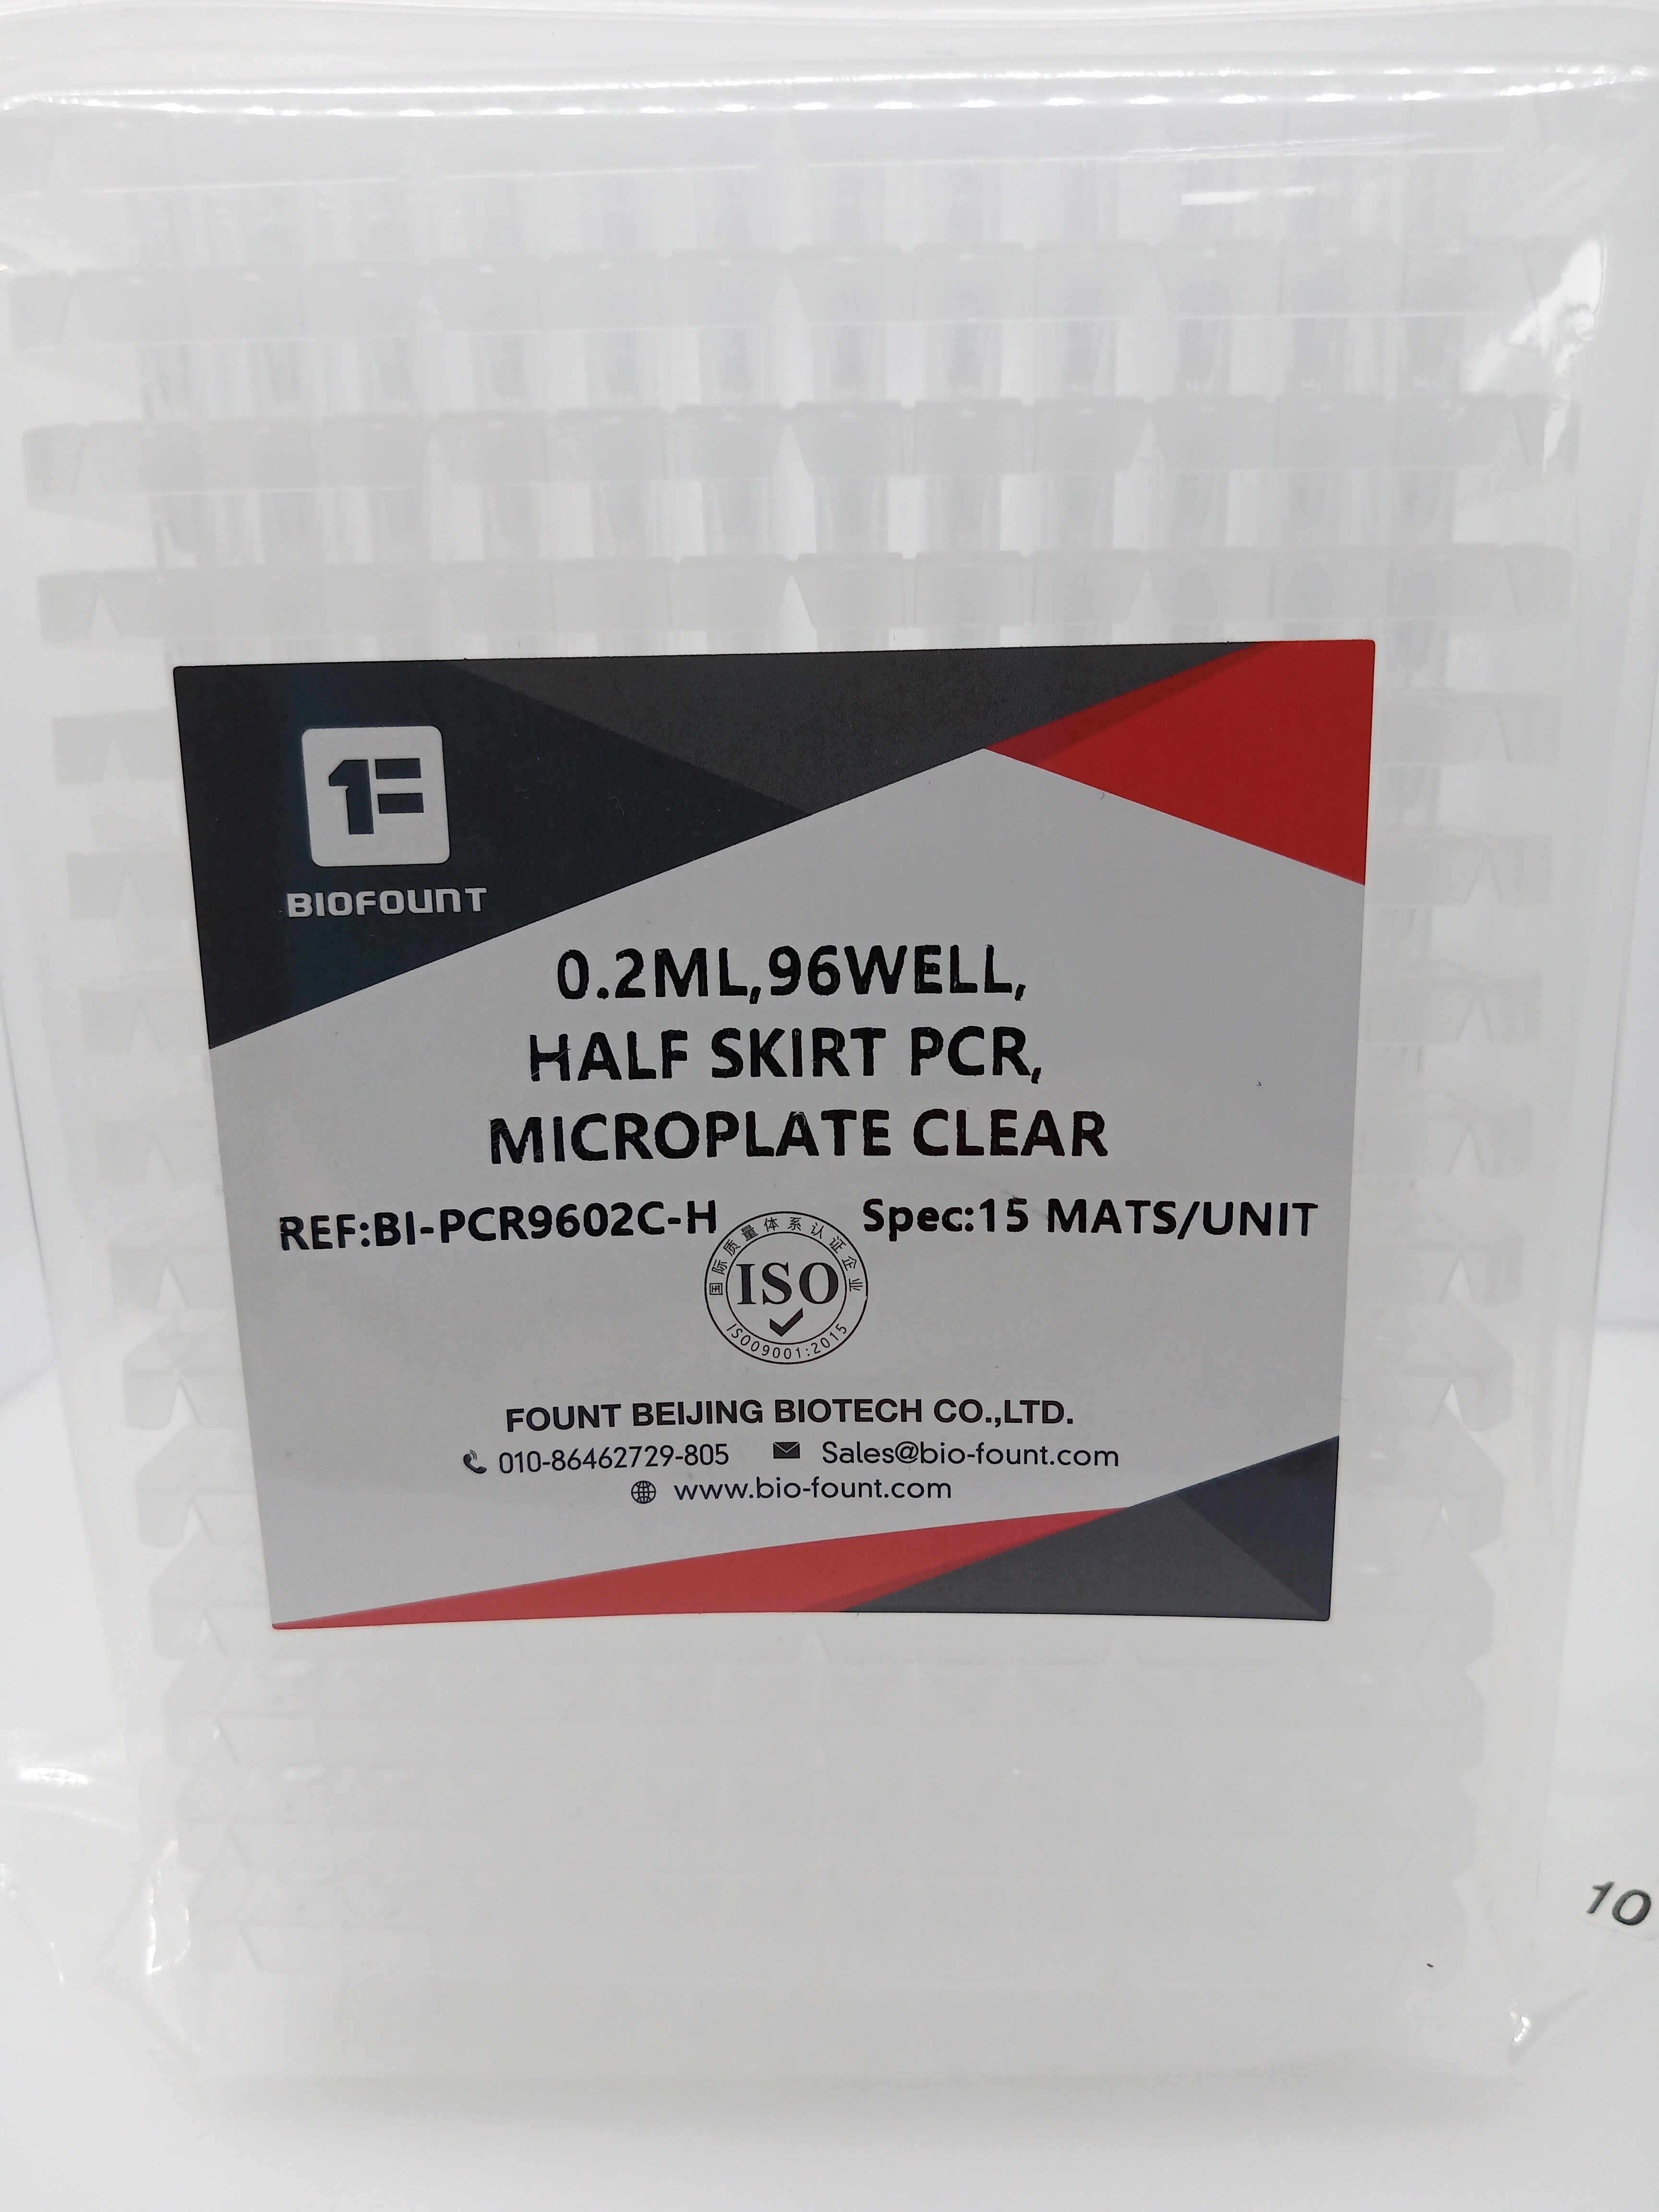 1F
BIOFOUNT
0.2ML,96WELL,
HALF SKIRT PCR,
MICROPLATE CLEAR
REF:BI-PCR9602C-H Spec:15 MATS/UNIT
国际质量体系认证企业
ISO
ISO09001:2015
FOUNT BEIJING BIOTECH CO.,LTD.
010-86462729-805 Sales@bio-fount.com
www.bio-fount.com
10